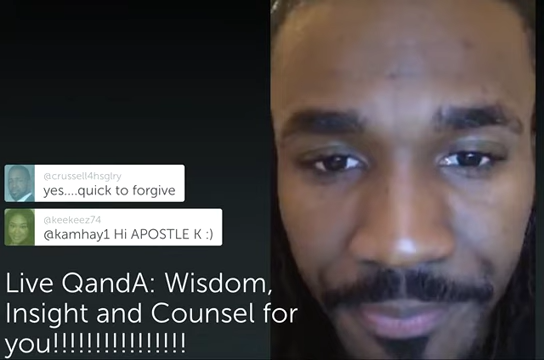 @crussell4hsglry
yes....quick to forgive
@keekeez74
@kamhay1 Hi APOSTLE K :)
Live QandA: Wisdom,
Insight and Counsel for
you!!!!!!!!!!!!!!!!!